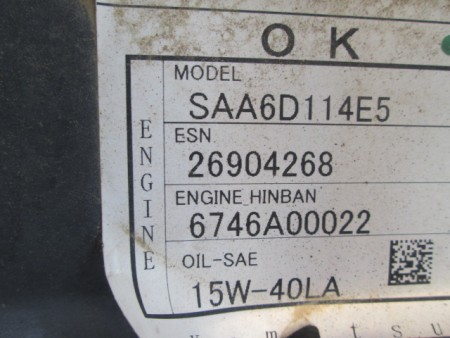 OK
MODEL
SAA6D114E5
ESN
26904268
ENGINE HINBAN
6746A00022
OIL-SAE
15W-40LA
ENGINE